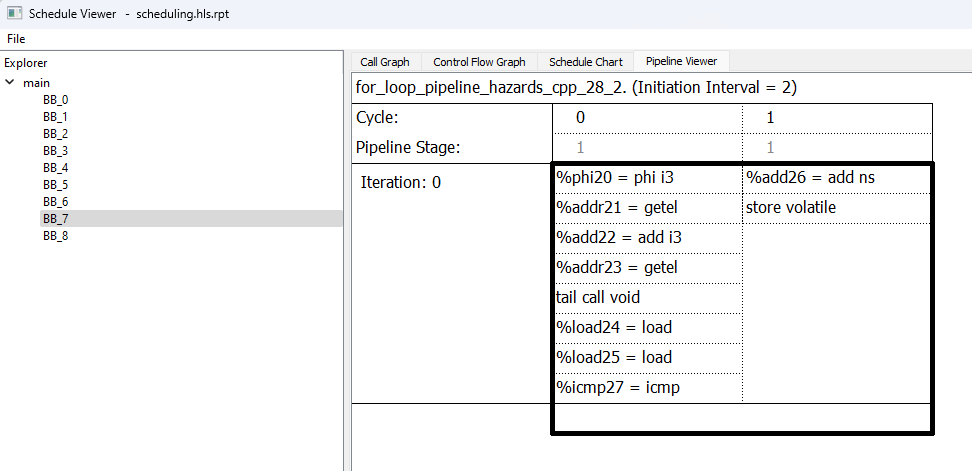 Schedule Viewer - scheduling.hls.rpt
File
Explorer
main
BB_0
BB_1
BB_2
BB_3
BB_4
BB_5
BB_6
BB_7
BB_8
Call Graph Control Flow Graph Schedule Chart Pipeline Viewer
for_loop_pipeline_hazards_cpp_28_2. (Initiation Interval = 2)
Cycle: 0 1
Pipeline Stage: 1 1
Iteration: 0
%phi20 = phi i3 %add26 = add ns
%addr21 = getel store volatile
%add22 = add i3
%addr23 = getel
tail call void
%load24 = load
%load25 = load
%icmp27 = icmp